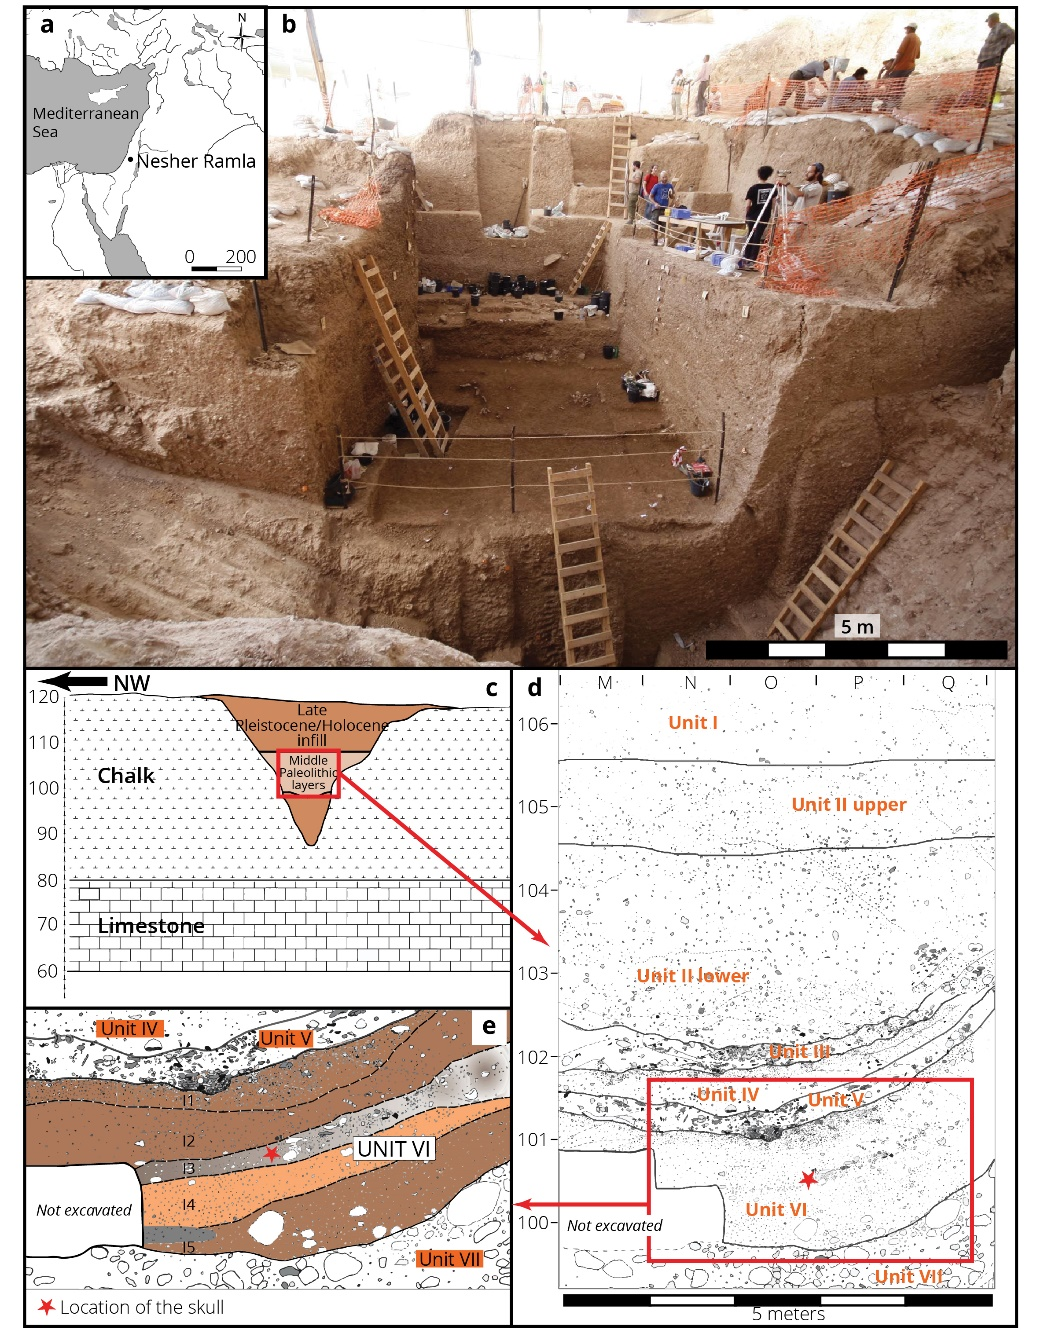 a
N
Mediterranean
Sea
Nesher Ramla
0 200
b
5 m
NW
c
120
110
100
90
80
70
60
Late
Pleistocene/Holocene
infill
Middle
Paleolithic
layers
Chalk
Limestone
d
M N O P Q
106
105
104
103
102
101
100
Unit I
Unit II upper
Unit II lower
Unit III
Unit IV
Unit V
Unit VI
Not excavated
Unit VII
5 meters
e
Unit IV
Unit V
I1
I2
I3
I4
I5
UNIT VI
Not excavated
Unit VII
Location of the skull